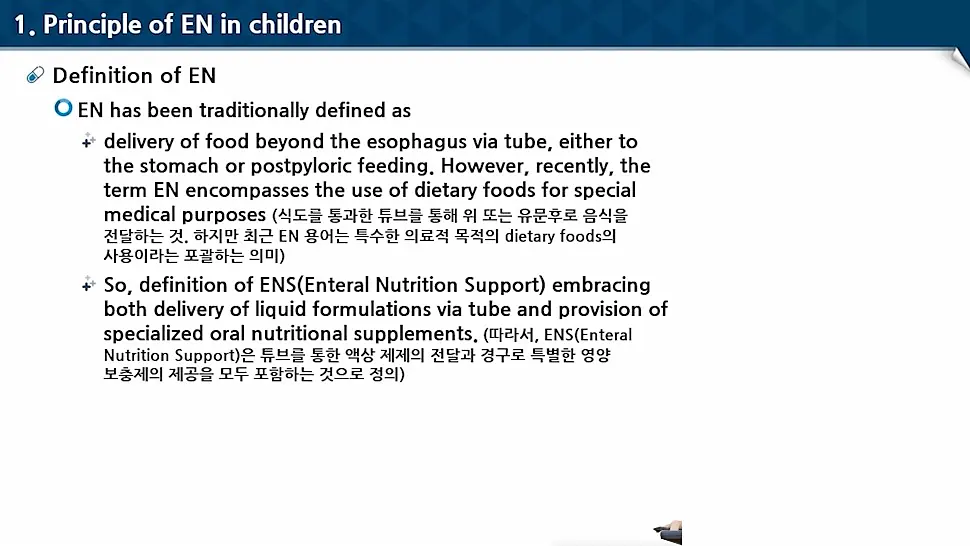 1. Principle of EN in children
Definition of EN
EN has been traditionally defined as
delivery of food beyond the esophagus via tube, either to
the stomach or postpyloric feeding. However, recently, the
term EN encompasses the use of dietary foods for special
medical purposes (식도를 통과한 튜브를 통해 위 또는 유문후로 음식을
전달하는 것. 하지만 최근 EN 용어는 특수한 의료적 목적의 dietary foods의
사용이라는 포괄하는 의미)
So, definition of ENS(Enteral Nutrition Support) embracing
both delivery of liquid formulations via tube and provision of
specialized oral nutritional supplements. (따라서, ENS(Enteral
Nutrition Support)은 튜브를 통한 액상 제제의 전달과 경구로 특별한 영양
보충제의 제공을 모두 포함하는 것으로 정의)